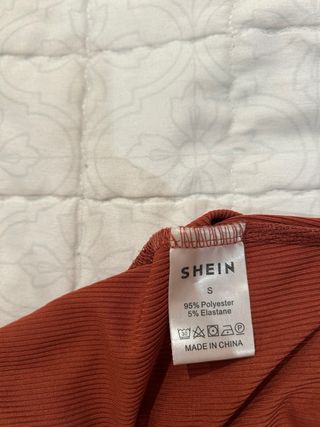 SHEIN
S
95% Polyester
5% Elastane
MADE IN CHINA